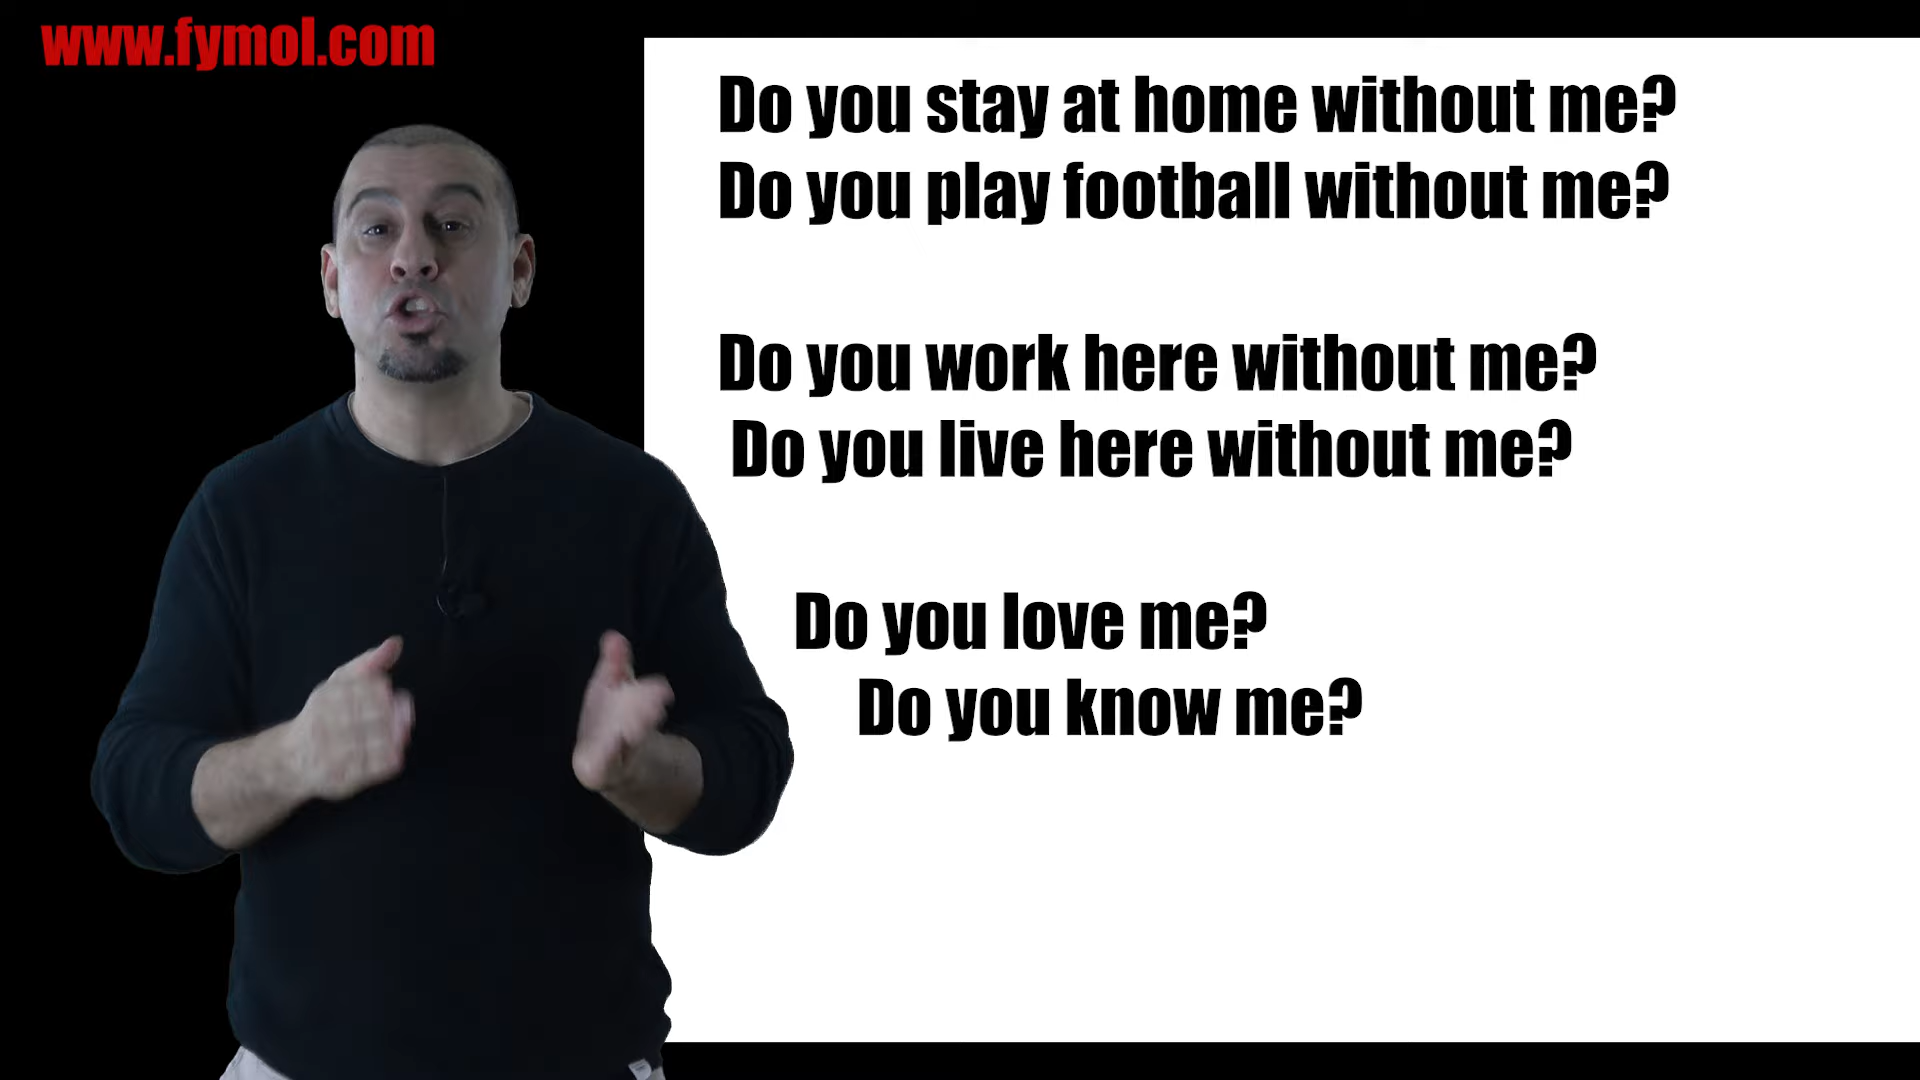 www.fymol.com
Do you stay at home without me?
Do you play football without me?
Do you work here without me?
Do you live here without me?
Do you love me?
Do you know me?